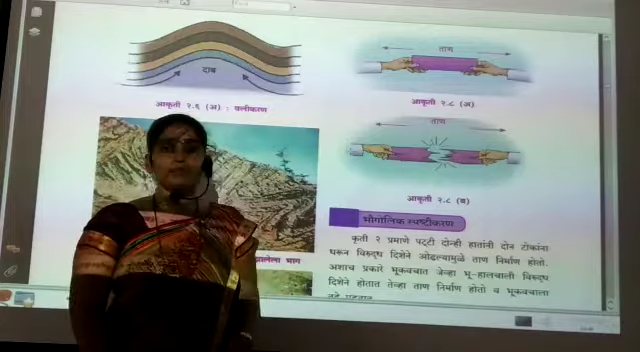 दाब
आकृती २.६ (अ) : वलीकरण
झालेला भाग
ताण
आकृती २.८ (अ)
ताण
आकृती २.८ (ब)
भौगोलिक स्पष्टीकरण
कृती २ प्रमाणे पट्टी दोन्ही हातांनी दोन टोकांना
धरून विरुद्ध दिशेने ओढल्यामुळे ताण निर्माण होतो.
अशाच प्रकारे भूकवचात जेव्हा भू-हालचाली विरुद्ध
दिशेने होतात तेव्हा ताण निर्माण होतो व भूकवचाला